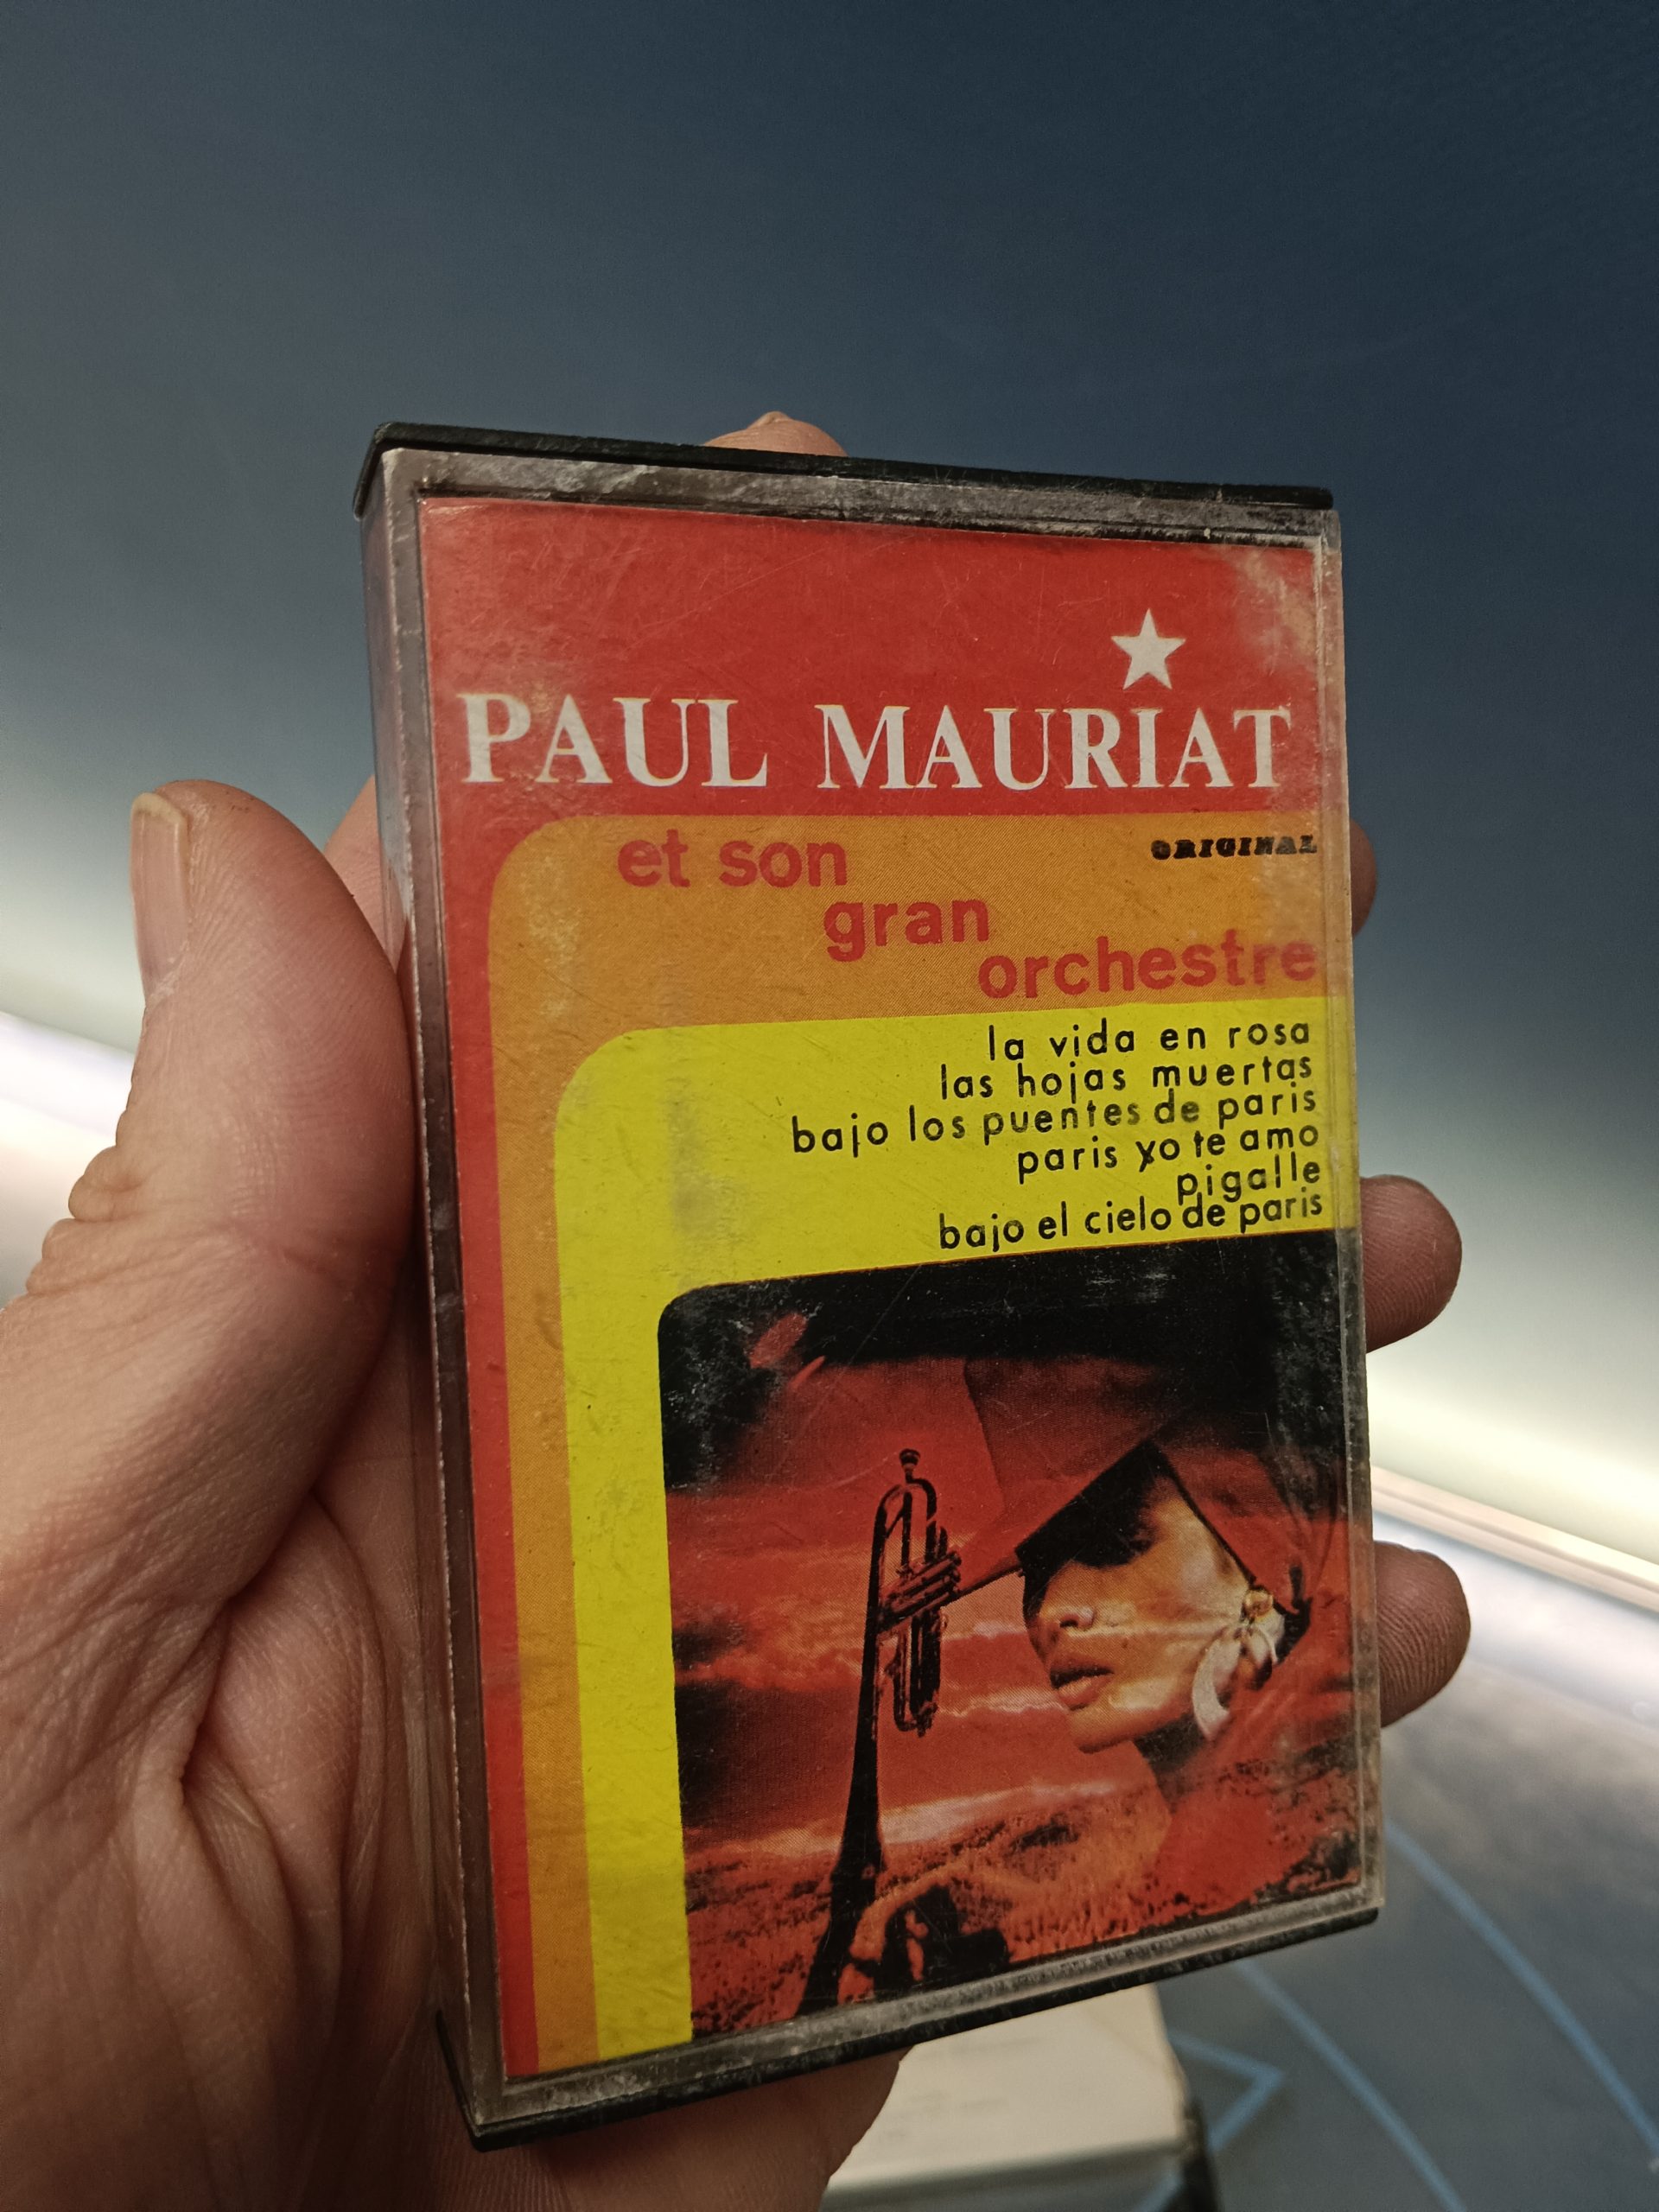 PAUL MAURIAT
et son
ORIGINAL
gran
orchestre
la vida en rosa
las hojas muertas
bajo los puentes de paris
paris yo te amo
pigalle
bajo el cielo de paris